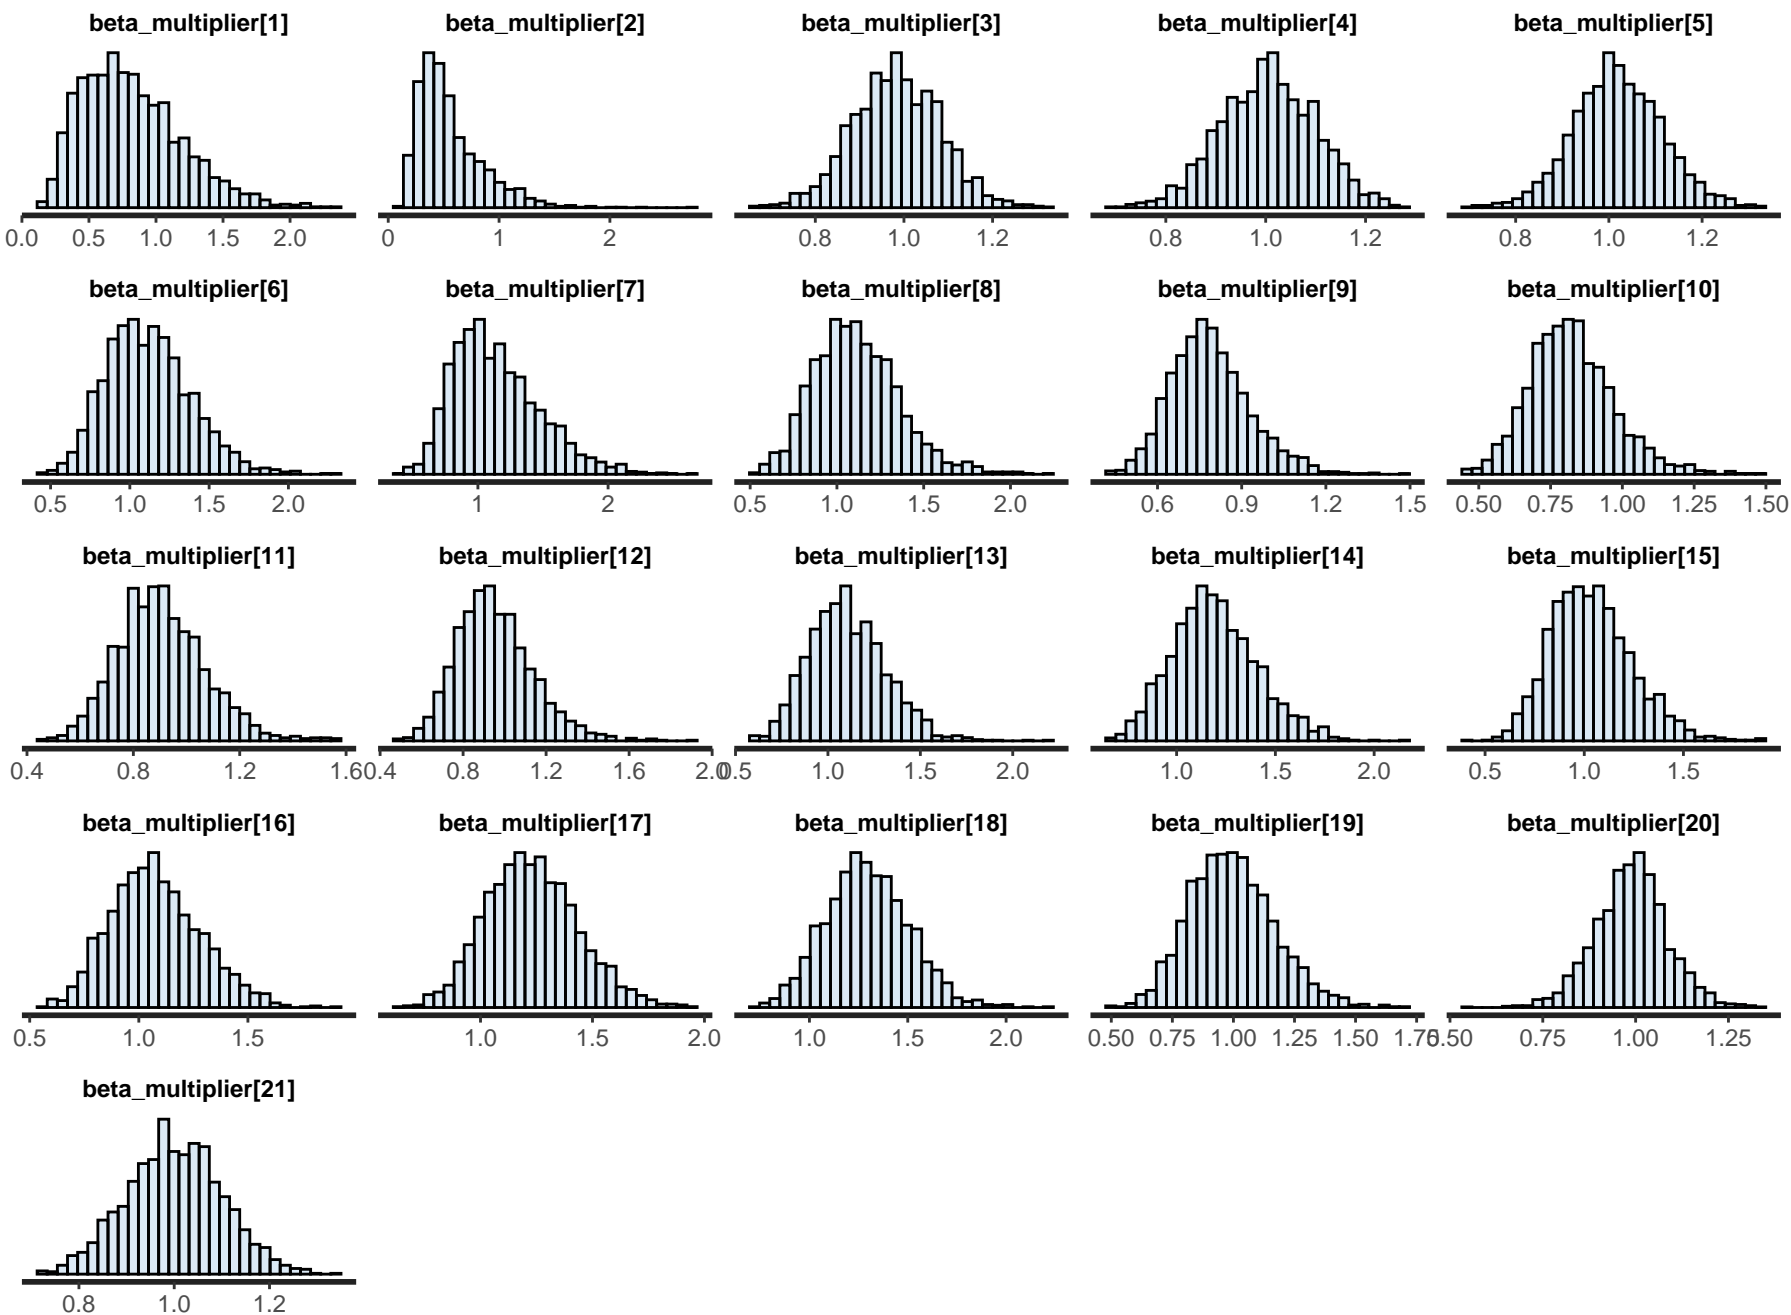 beta_multiplier[1] beta_multiplier[2] beta_multiplier[3] beta_multiplier[4] beta_multiplier[5]
0.0 0.5 1.0 1.5 2.0 0 1 2 0.8 1.0 1.2 0.8 1.0 1.2 0.8 1.0 1.2
beta_multiplier[6] beta_multiplier[7] beta_multiplier[8] beta_multiplier[9] beta_multiplier[10]
0.5 1.0 1.5 2.0 1 2 0.5 1.0 1.5 2.0 0.6 0.9 1.2 1.5 0.50 0.75 1.00 1.25 1.50
beta_multiplier[11] beta_multiplier[12] beta_multiplier[13] beta_multiplier[14] beta_multiplier[15]
0.4 0.8 1.2 1.6 0.4 0.8 1.2 1.6 2.0 0.5 1.0 1.5 2.0 1.0 1.5 2.0 0.5 1.0 1.5
beta_multiplier[16] beta_multiplier[17] beta_multiplier[18] beta_multiplier[19] beta_multiplier[20]
0.5 1.0 1.5 1.0 1.5 2.0 1.0 1.5 2.0 0.50 0.75 1.00 1.25 1.50 1.75 0.50 0.75 1.00 1.25
beta_multiplier[21]
0.8 1.0 1.2